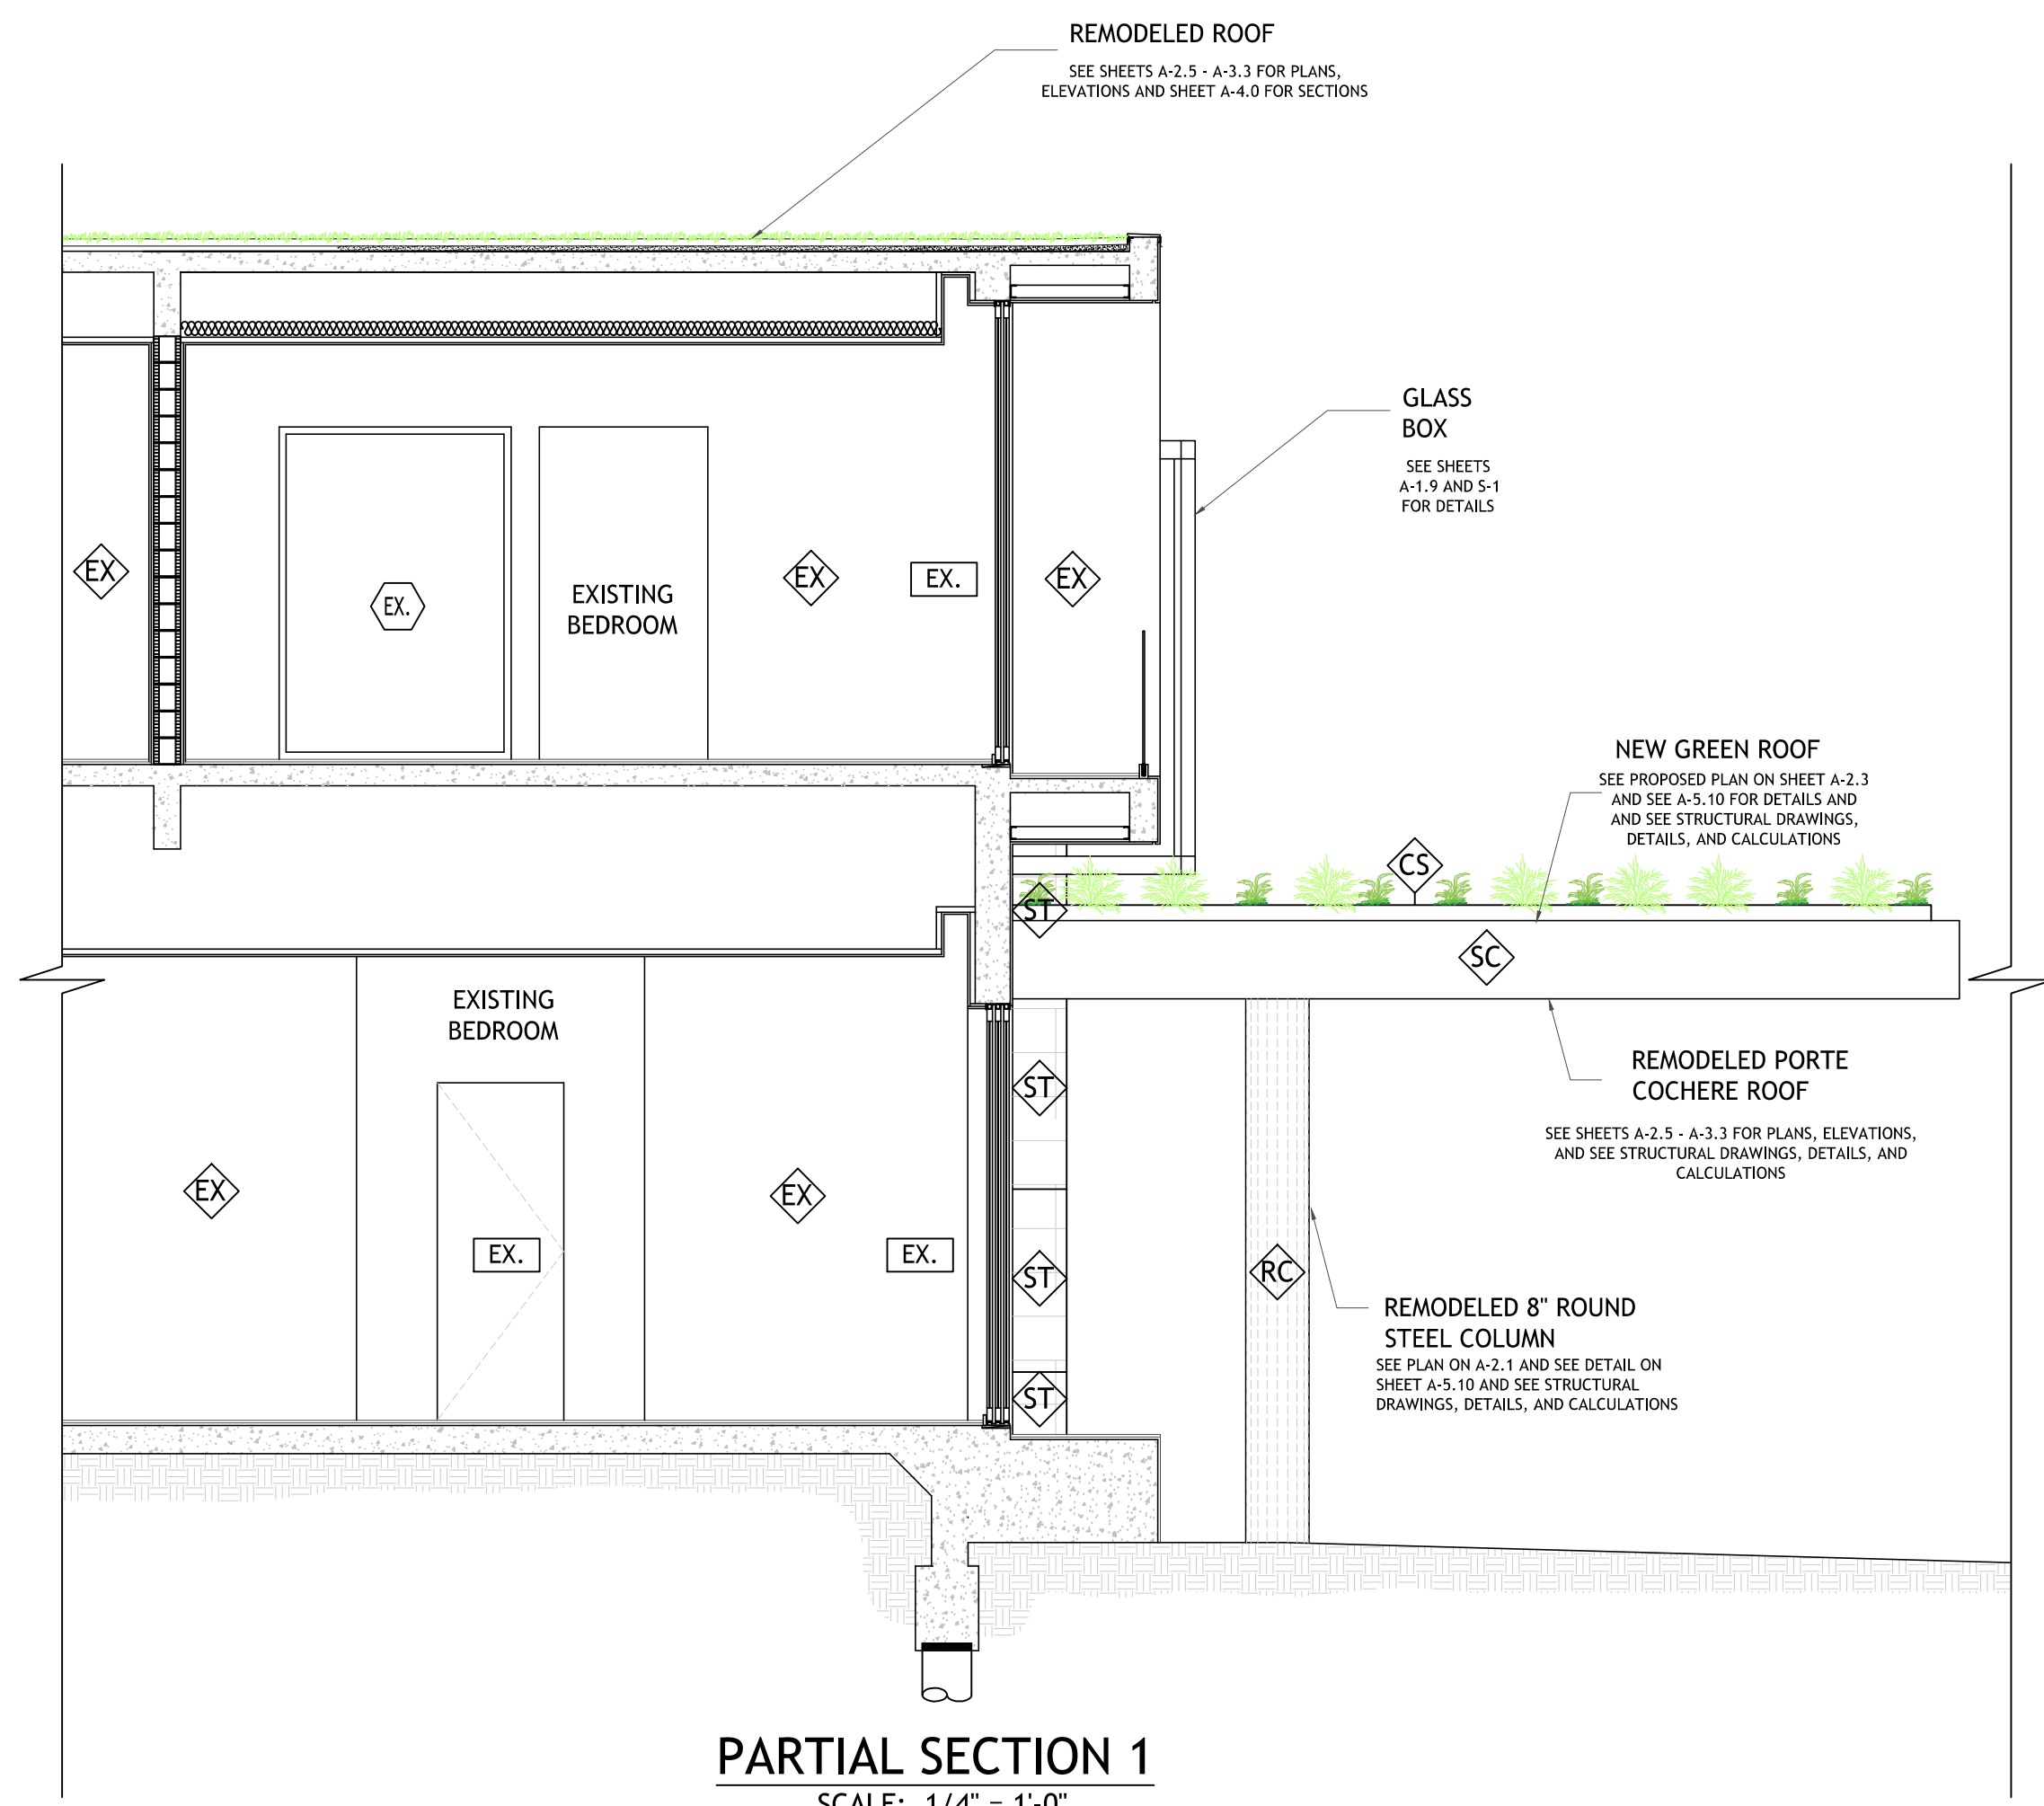 REMODELED ROOF
SEE SHEETS A-2.5 - A-3.3 FOR PLANS,
ELEVATIONS AND SHEET A-4.0 FOR SECTIONS
GLASS
BOX
SEE SHEETS
A-1.9 AND S-1
FOR DETAILS
EX
EX.
EXISTING
BEDROOM
EX
EX.
EX
NEW GREEN ROOF
SEE PROPOSED PLAN ON SHEET A-2.3
AND SEE A-5.10 FOR DETAILS AND
AND SEE STRUCTURAL DRAWINGS,
DETAILS, AND CALCULATIONS
CS
ST
SC
EXISTING
BEDROOM
REMODELED PORTE
COCHERE ROOF
SEE SHEETS A-2.5 - A-3.3 FOR PLANS, ELEVATIONS,
AND SEE STRUCTURAL DRAWINGS, DETAILS, AND
CALCULATIONS
ST
EX
EX
EX.
EX.
ST
RC
REMODELED 8" ROUND
STEEL COLUMN
SEE PLAN ON A-2.1 AND SEE DETAIL ON
SHEET A-5.10 AND SEE STRUCTURAL
DRAWINGS, DETAILS, AND CALCULATIONS
ST
PARTIAL SECTION 1
SCALE: 1/4" = 1'-0"